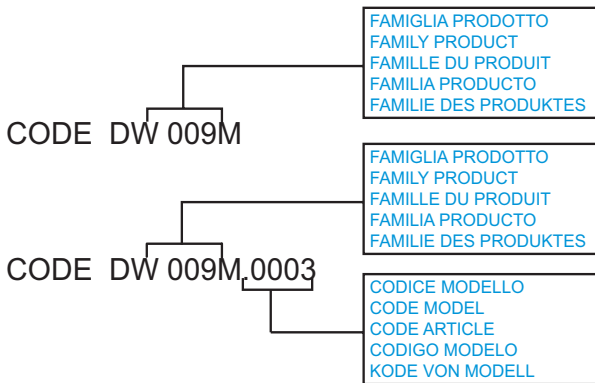 FAMIGLIA PRODOTTO
FAMILY PRODUCT
FAMILLE DU PRODUIT
FAMILIA PRODUCTO
FAMILIE DES PRODUKTES
CODE DW 009M
FAMIGLIA PRODOTTO
FAMILY PRODUCT
FAMILLE DU PRODUIT
FAMILIA PRODUCTO
FAMILIE DES PRODUKTES
CODE DW 009M.0003
CODICE MODELLO
CODE MODEL
CODE ARTICLE
CODIGO MODELO
KODE VON MODELL